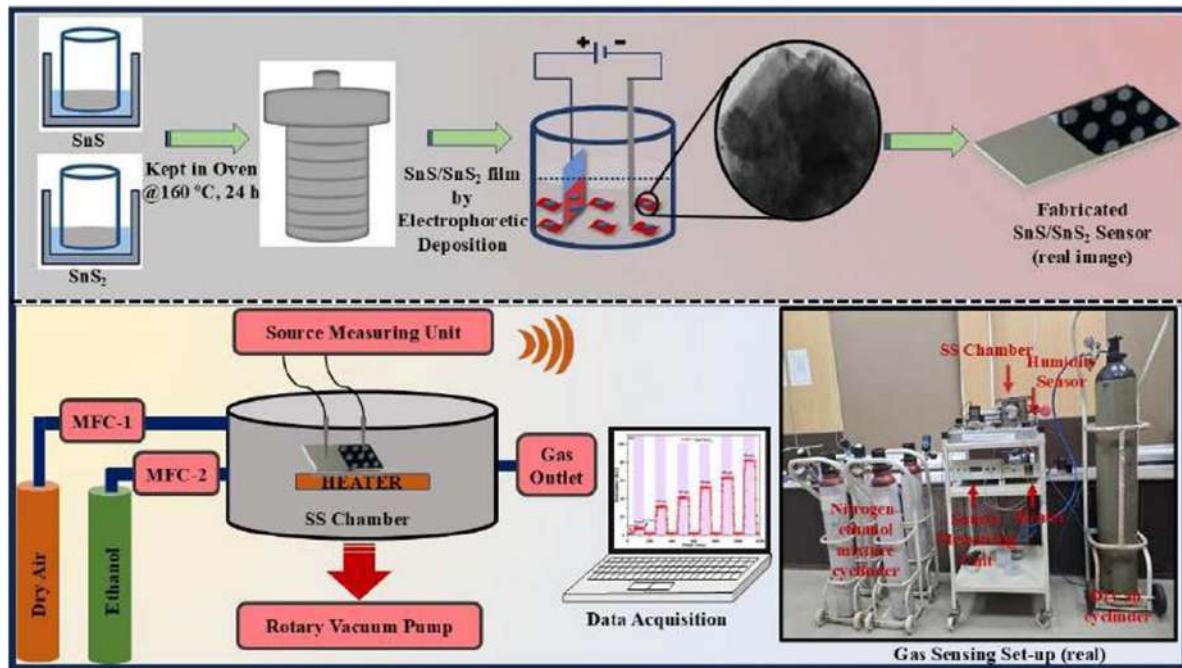 SnS
SnS₂
Kept in Oven
@160 °C, 24 h
SnS/SnS₂ film
by
Electrophoretic
Deposition
+ -
Fabricated
SnS/SnS₂ Sensor
(real image)
Source Measuring Unit
MFC-1
MFC-2
Dry Air
Ethanol
HEATER
SS Chamber
Gas
Outlet
Rotary Vacuum Pump
Data Acquisition
SS Chamber
Humidity
Sensor
Nitrogen
ethanol
mixture
cyclinder
Unit
cylinder
Gas Sensing Set-up (real)